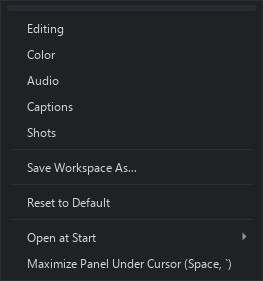 Editing
Color
Audio
Captions
Shots
Save Workspace As...
Reset to Default
Open at Start
Maximize Panel Under Cursor (Space, `)